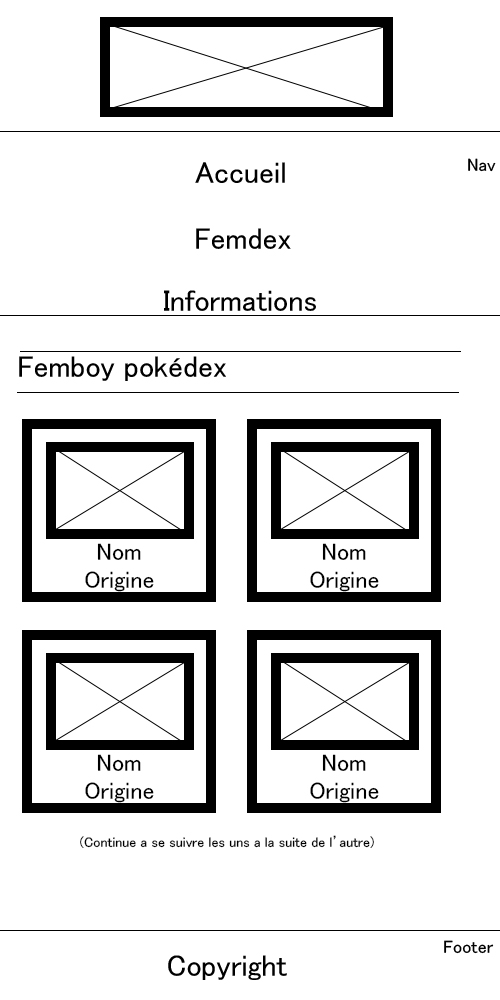 Accueil
Nav
Femdex
Informations
Femboy pokédex
Nom
Origine
Nom
Origine
Nom
Origine
Nom
Origine
(Continue a se suivre les uns a la suite de l'autre)
Footer
Copyright